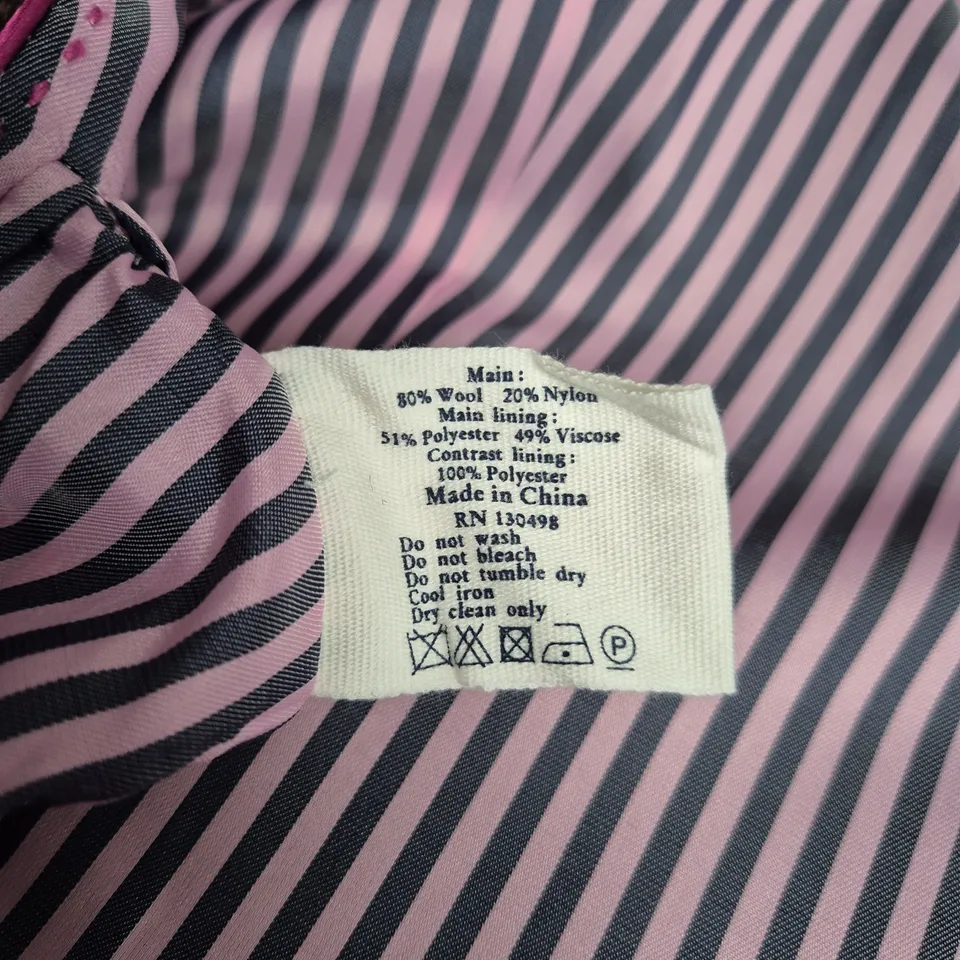 Main:
80% Wool 20% Nylon
Main lining:
51% Polyester 49% Viscose
Contrast lining:
100% Polyester
Made in China
RN 130498
Do not wash
Do not bleach
Do not tumble dry
Cool iron
Dry clean only
P